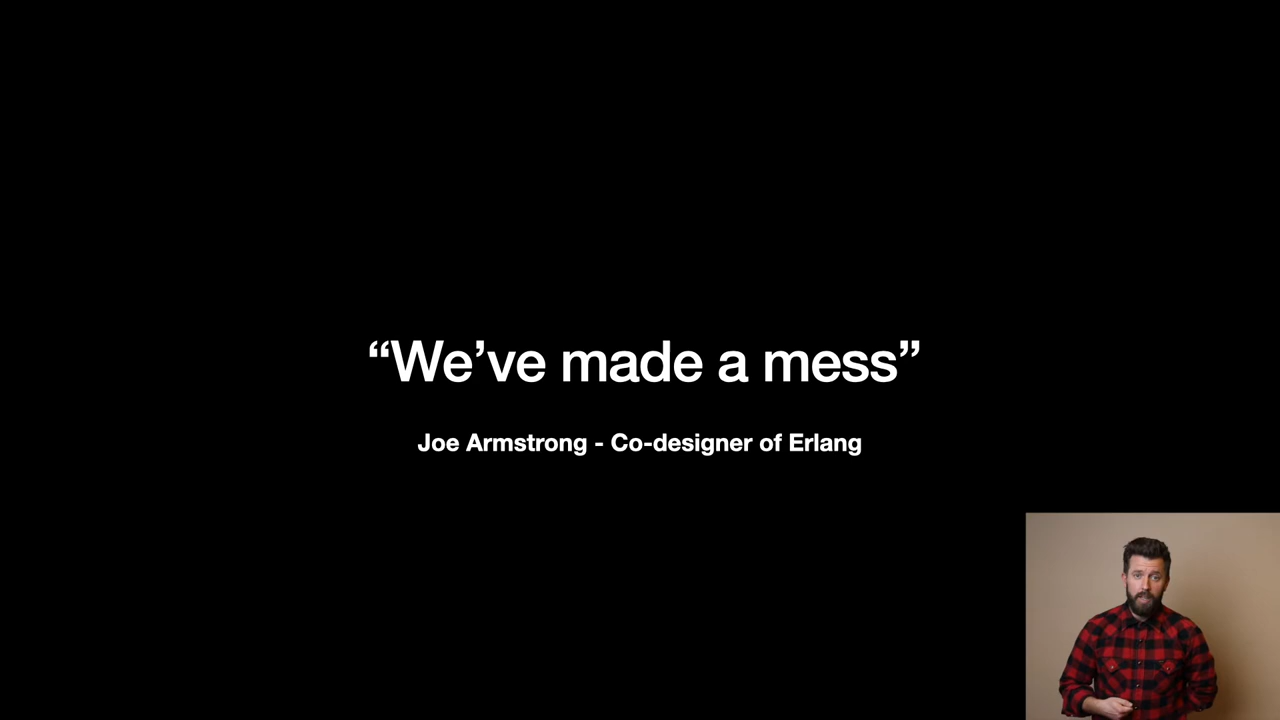 “We’ve made a mess”
Joe Armstrong - Co-designer of Erlang